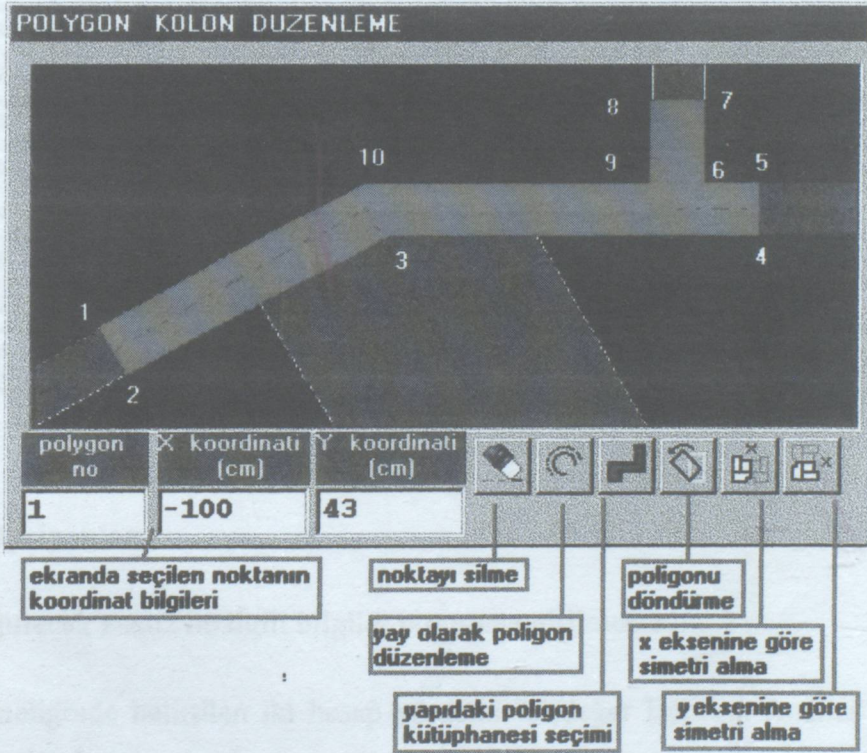 POLYGON KOLON DUZENLEME
8
7
10
9
6
5
3
4
1
2
polygon no
X koordinati (cm)
Y koordinati (cm)
1
-100
43
ekranda seçilen noktanın
koordinat bilgileri
noktayı silme
poligonu
döndürme
yay olarak poligon
düzenleme
x eksenine göre
simetri alma
yapıdaki poligon
kütüphanesi seçimi
y eksenine göre
simetri alma